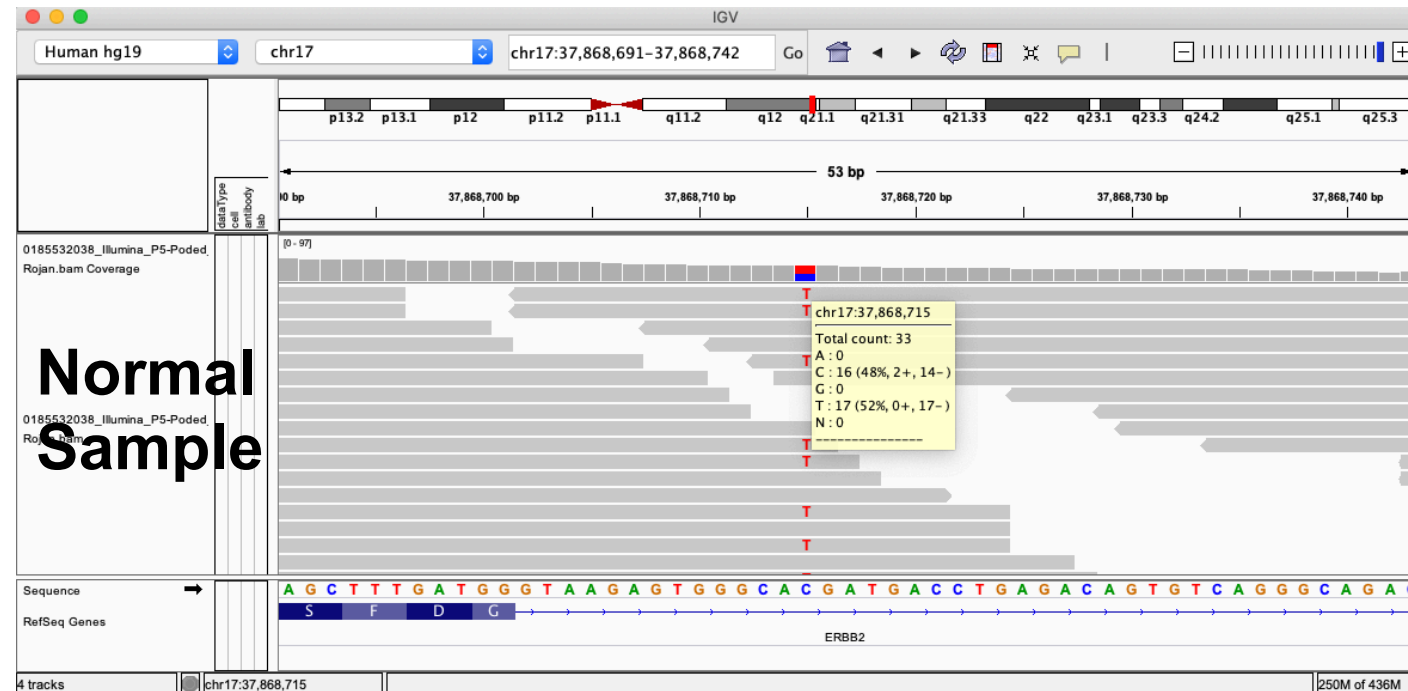 IGV
Human hg19 chr17 chr17:37,868,691-37,868,742 Go
p13.2 p13.1 p12 p11.2 p11.1 q11.2 q12 q21.1 q21.31 q21.33 q22 q23.1 q23.3 q24.2 q25.1 q25.3
53 bp
37,868,700 bp 37,868,710 bp 37,868,720 bp 37,868,730 bp 37,868,740 bp
dataType
cell
antibody
lab
0185532038_Illumina_P5-Poded_
Rojan.bam Coverage
[0 - 97]
T
T
chr17:37,868,715
Total count: 33
A : 0
C : 16 (48%, 2+, 14- )
G : 0
T : 17 (52%, 0+, 17- )
N : 0
---------------
T
T
T
T
T
Normal
Sample
0185532038_Illumina_P5-Poded_
Rojan.bam
Sequence
A G C T T T G A T G G G T A A G A G T G G G C A C G A T G A C C T G A G A C A G T G T C A G G G C A G A
RefSeq Genes
S F D G
ERBB2
4 tracks chr17:37,868,715 250M of 436M